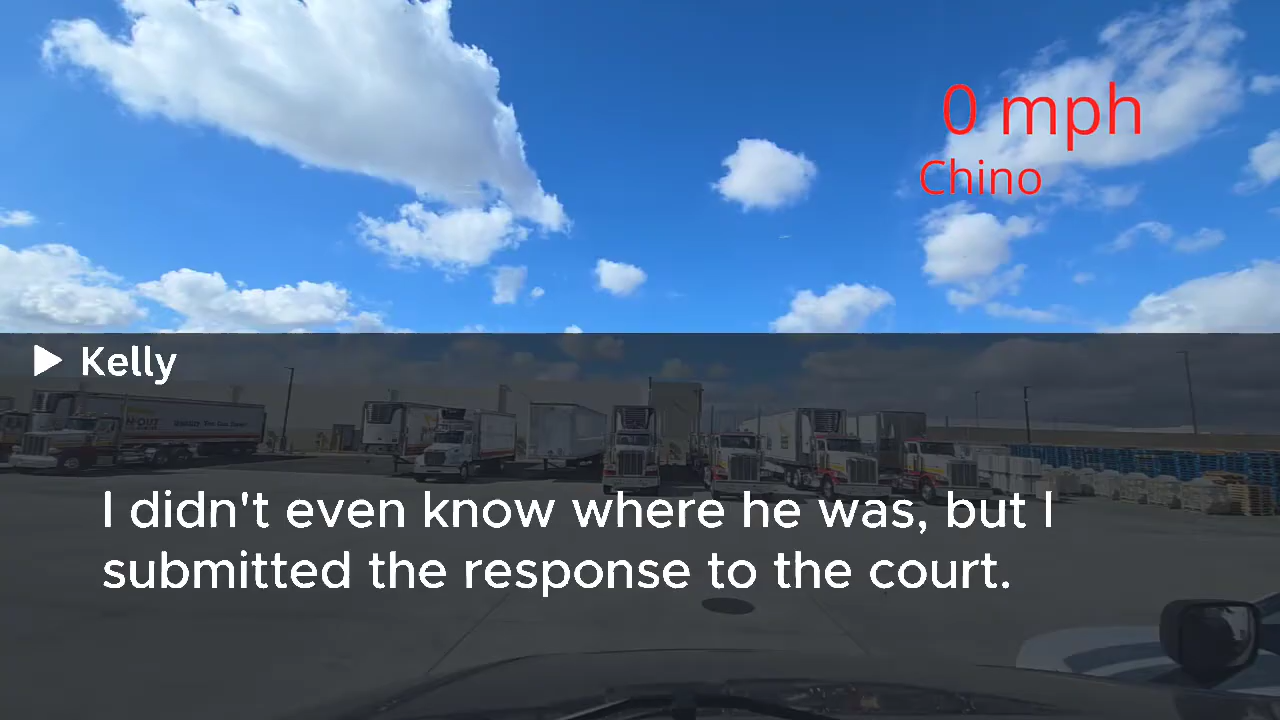 0 mph
Chino
Kelly
I didn't even know where he was, but I
submitted the response to the court.